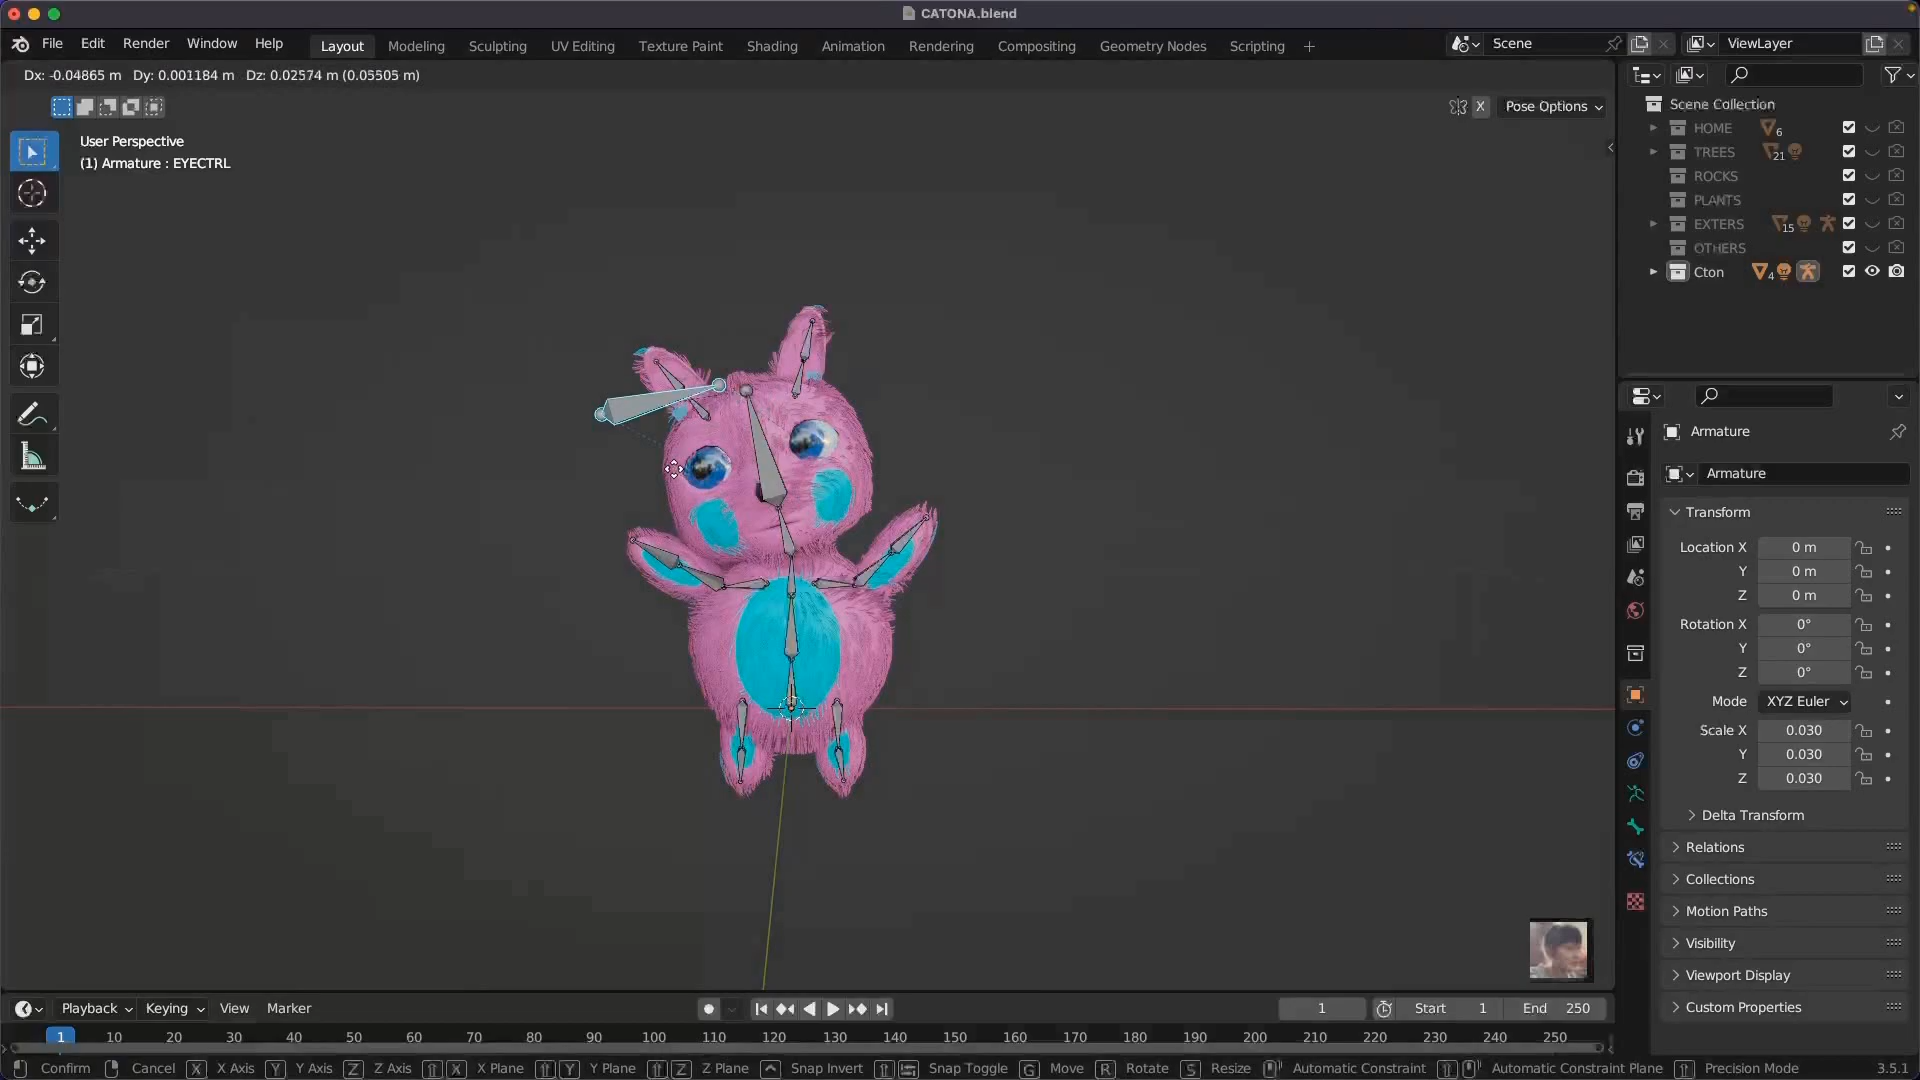 CATONA.blend
File Edit Render Window Help Layout Modeling Sculpting UV Editing Texture Paint Shading Animation Rendering Compositing Geometry Nodes Scripting + Scene ViewLayer
Dx: -0.04865 m Dy: 0.001184 m Dz: 0.02574 m (0.05505 m)
X Pose Options
User Perspective
(1) Armature : EYECTRL
Scene Collection
HOME 6
TREES 21
ROCKS
PLANTS
EXTERS 15
OTHERS
Cton 4
Armature
Armature
Transform
Location X 0 m
Y 0 m
Z 0 m
Rotation X 0°
Y 0°
Z 0°
Mode XYZ Euler
Scale X 0.030
Y 0.030
Z 0.030
Delta Transform
Relations
Collections
Motion Paths
Visibility
Viewport Display
Custom Properties
Playback Keying View Marker 1 Start 1 End 250
1 10 20 30 40 50 60 70 80 90 100 110 120 130 140 150 160 170 180 190 200 210 220 230 240 250
Confirm Cancel X X Axis Y Y Axis Z Z Axis X X Plane Y Y Plane Z Z Plane Snap Invert Snap Toggle G Move R Rotate S Resize Automatic Constraint Automatic Constraint Plane Precision Mode 3.5.1